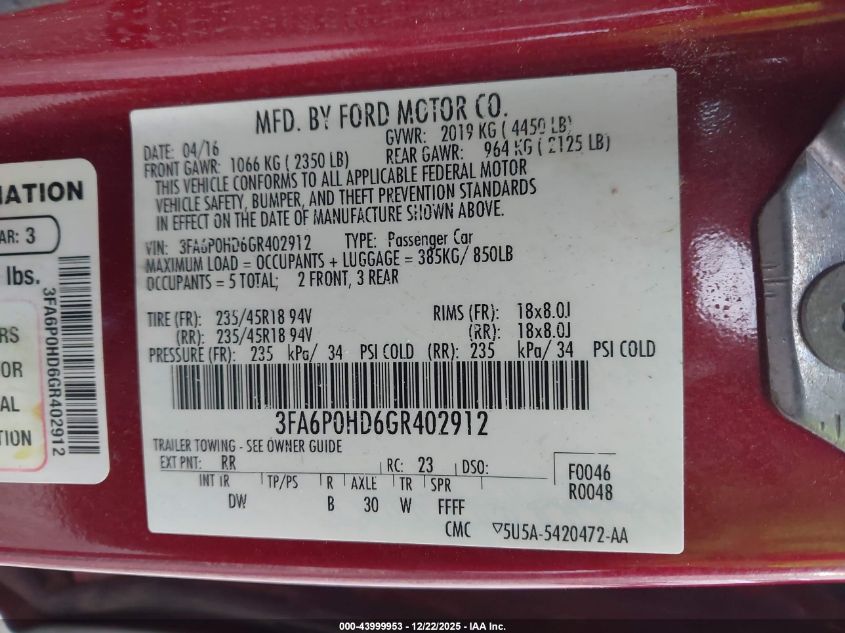 MFD. BY FORD MOTOR CO.
DATE: 04/16 GVWR: 2019 KG ( 4450 LB)
FRONT GAWR: 1066 KG ( 2350 LB) REAR GAWR: 964 KG ( 2125 LB)
THIS VEHICLE CONFORMS TO ALL APPLICABLE FEDERAL MOTOR
VEHICLE SAFETY, BUMPER, AND THEFT PREVENTION STANDARDS
IN EFFECT ON THE DATE OF MANUFACTURE SHOWN ABOVE.
VIN: 3FA6P0HD6GR402912 TYPE: Passenger Car
MAXIMUM LOAD = OCCUPANTS + LUGGAGE = 385KG/ 850LB
OCCUPANTS = 5 TOTAL; 2 FRONT, 3 REAR
TIRE (FR): 235/45R18 94V RIMS (FR): 18x8.0J
(RR): 235/45R18 94V (RR): 18x8.0J
PRESSURE (FR): 235 kPa/ 34 PSI COLD (RR): 235 kPa/ 34 PSI COLD
3FA6P0HD6GR402912
TRAILER TOWING - SEE OWNER GUIDE
EXT PNT: RR RC: 23 DSO: F0046
R0048
INT TR TP/PS R AXLE TR SPR
DW B 30 W FFFF
CMC ▽5U5A-5420472-AA
MATION
AR: 3
lbs.
ERS
OR
AL
TION
3FA6P0HD6GR402912
000-43999953 - 12/22/2025 - IAA Inc.